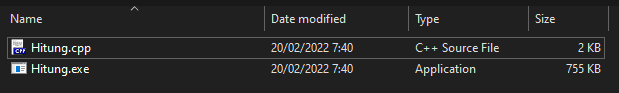 Name Date modified Type Size
CPP Hitung.cpp 20/02/2022 7:40 C++ Source File 2 KB
Hitung.exe 20/02/2022 7:40 Application 755 KB